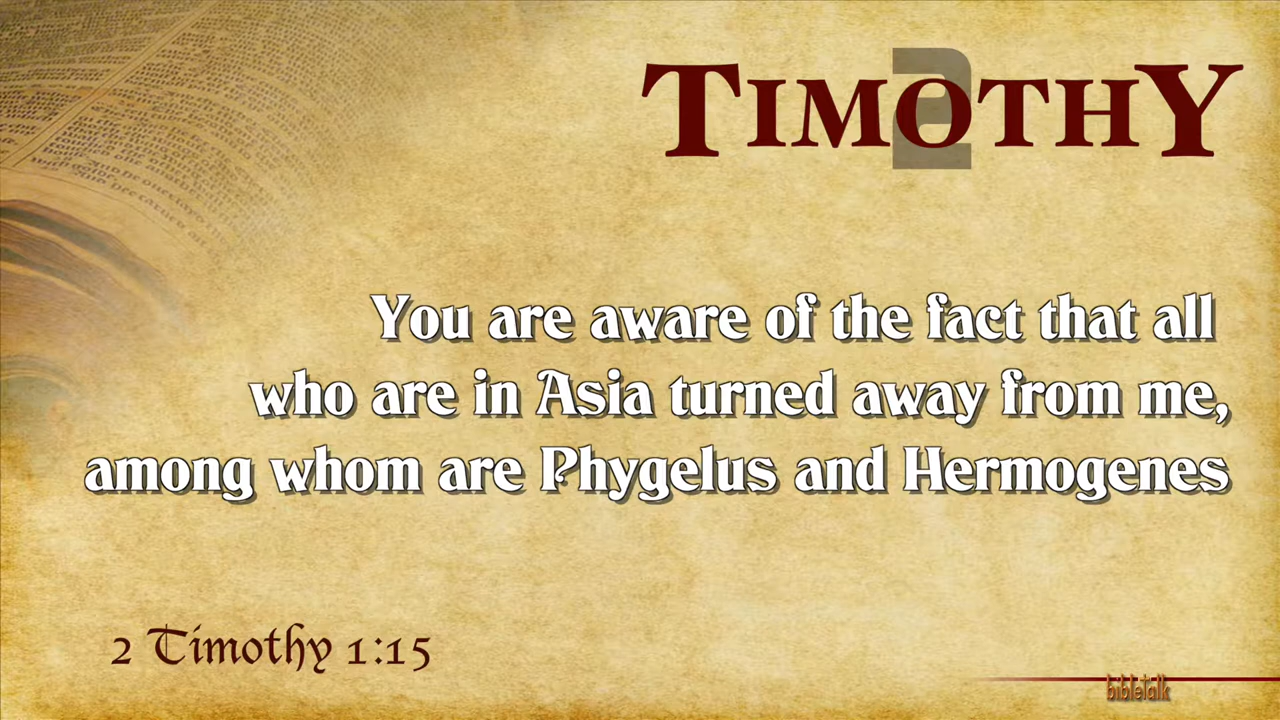 2
TIMOTHY
You are aware of the fact that all
who are in Asia turned away from me,
among whom are Phygelus and Hermogenes
2 Timothy 1:15
bibletalk